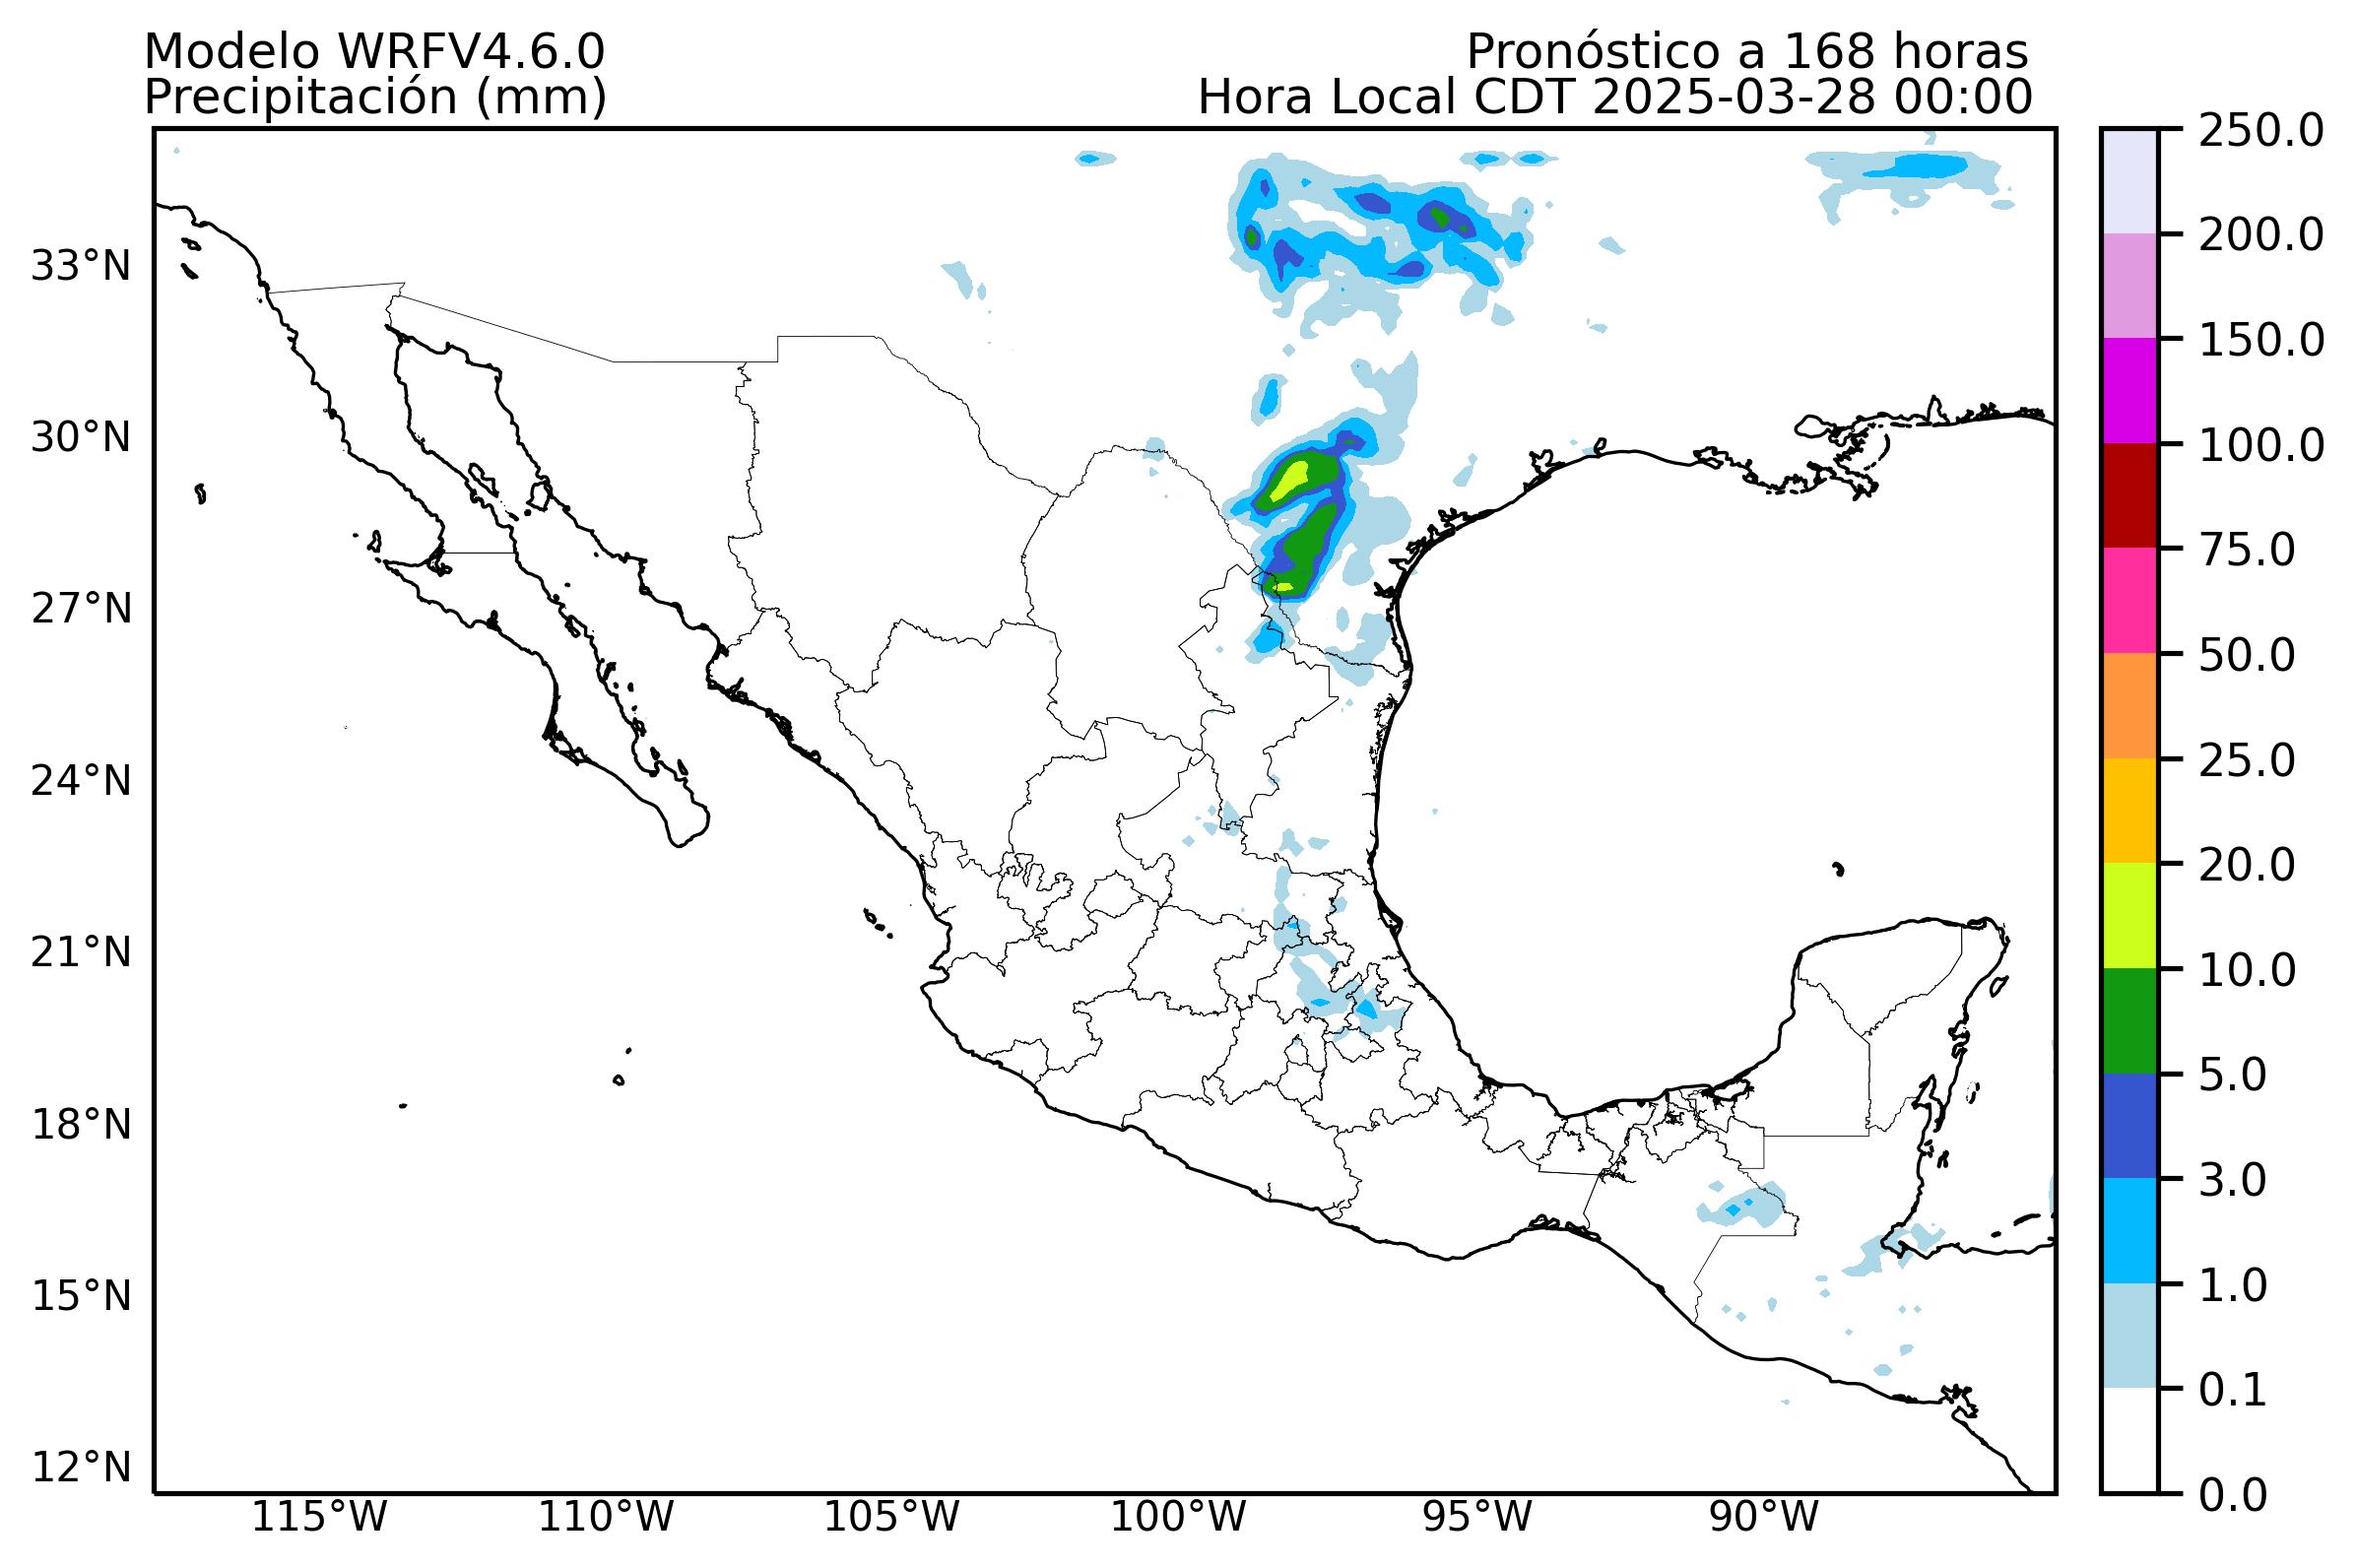 Modelo WRFV4.6.0
Pronóstico a 168 horas
Precipitación (mm)
Hora Local CDT 2025-03-28 00:00
33°N
30°N
27°N
24°N
21°N
18°N
15°N
12°N
115°W
110°W
105°W
100°W
95°W
90°W
250.0
200.0
150.0
100.0
75.0
50.0
25.0
20.0
10.0
5.0
3.0
1.0
0.1
0.0